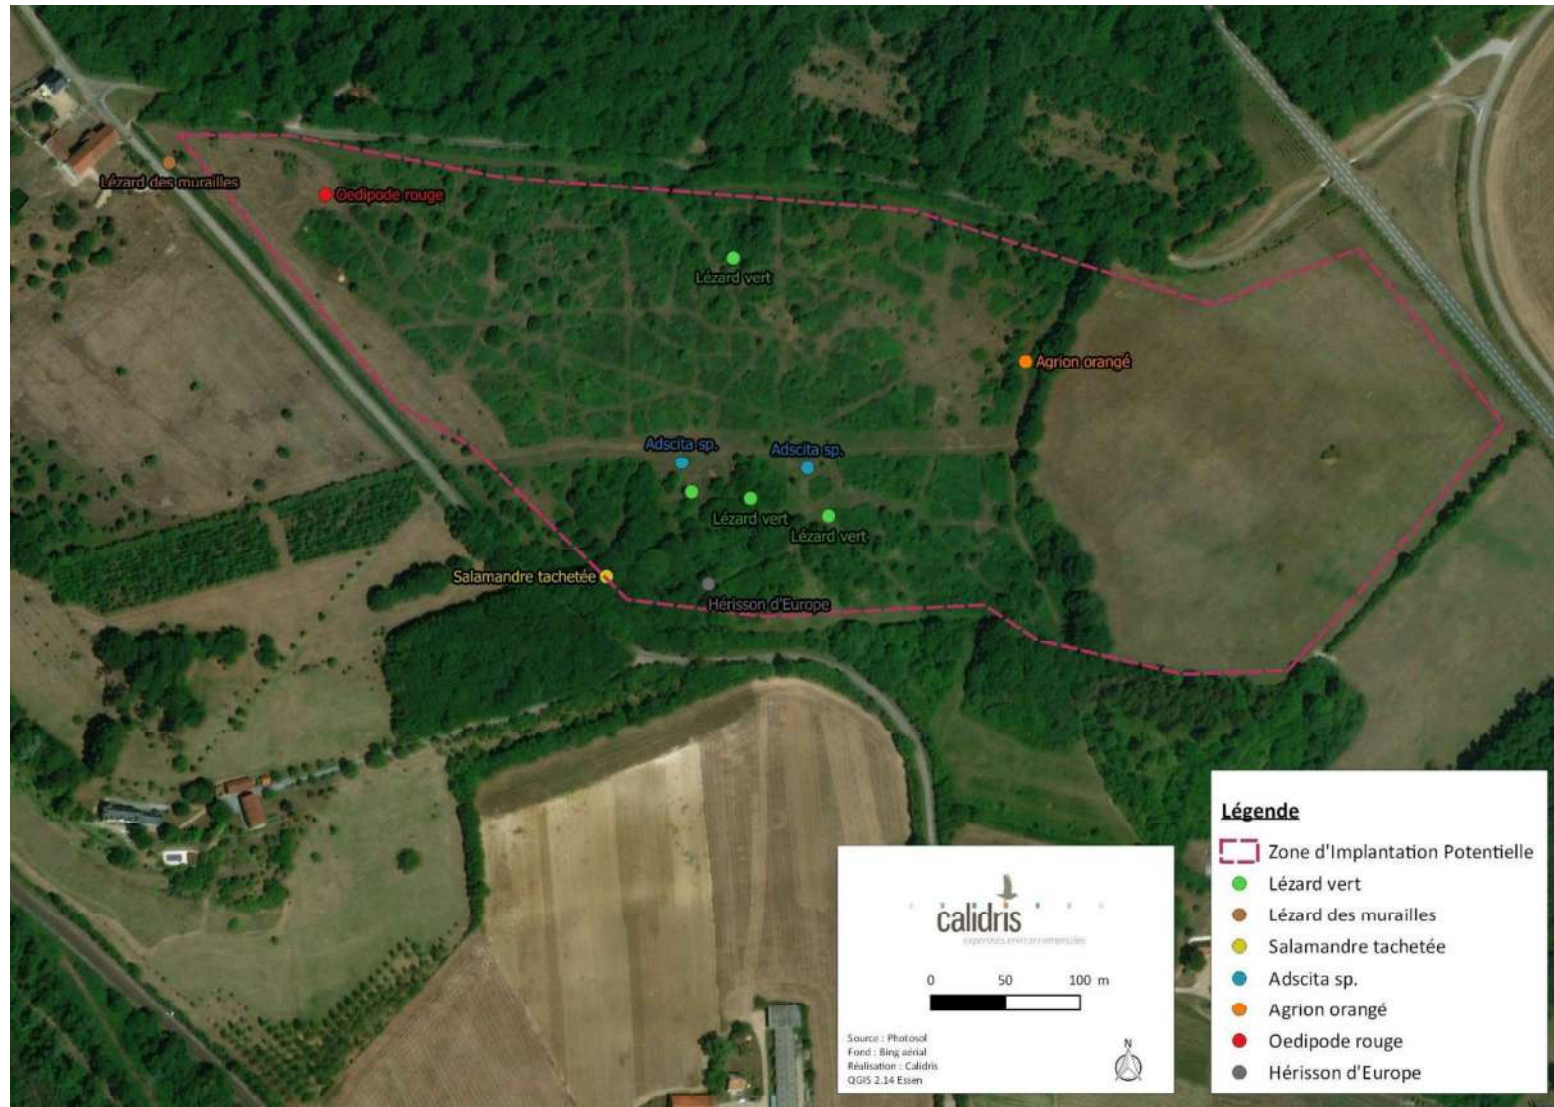 Lézard des murailles
Oedipode rouge
Lézard vert
Agrion orangé
Adscita sp.
Adscita sp.
Lézard vert
Lézard vert
Salamandre tachetée
Hérisson d'Europe
calidris
expertises environnementales
0 50 100 m
Source : Photosol
Fond : Bing aérial
Réalisation : Calidris
QGIS 2.14 Essen
N
Légende
Zone d'Implantation Potentielle
Lézard vert
Lézard des murailles
Salamandre tachetée
Adscita sp.
Agrion orangé
Oedipode rouge
Hérisson d'Europe